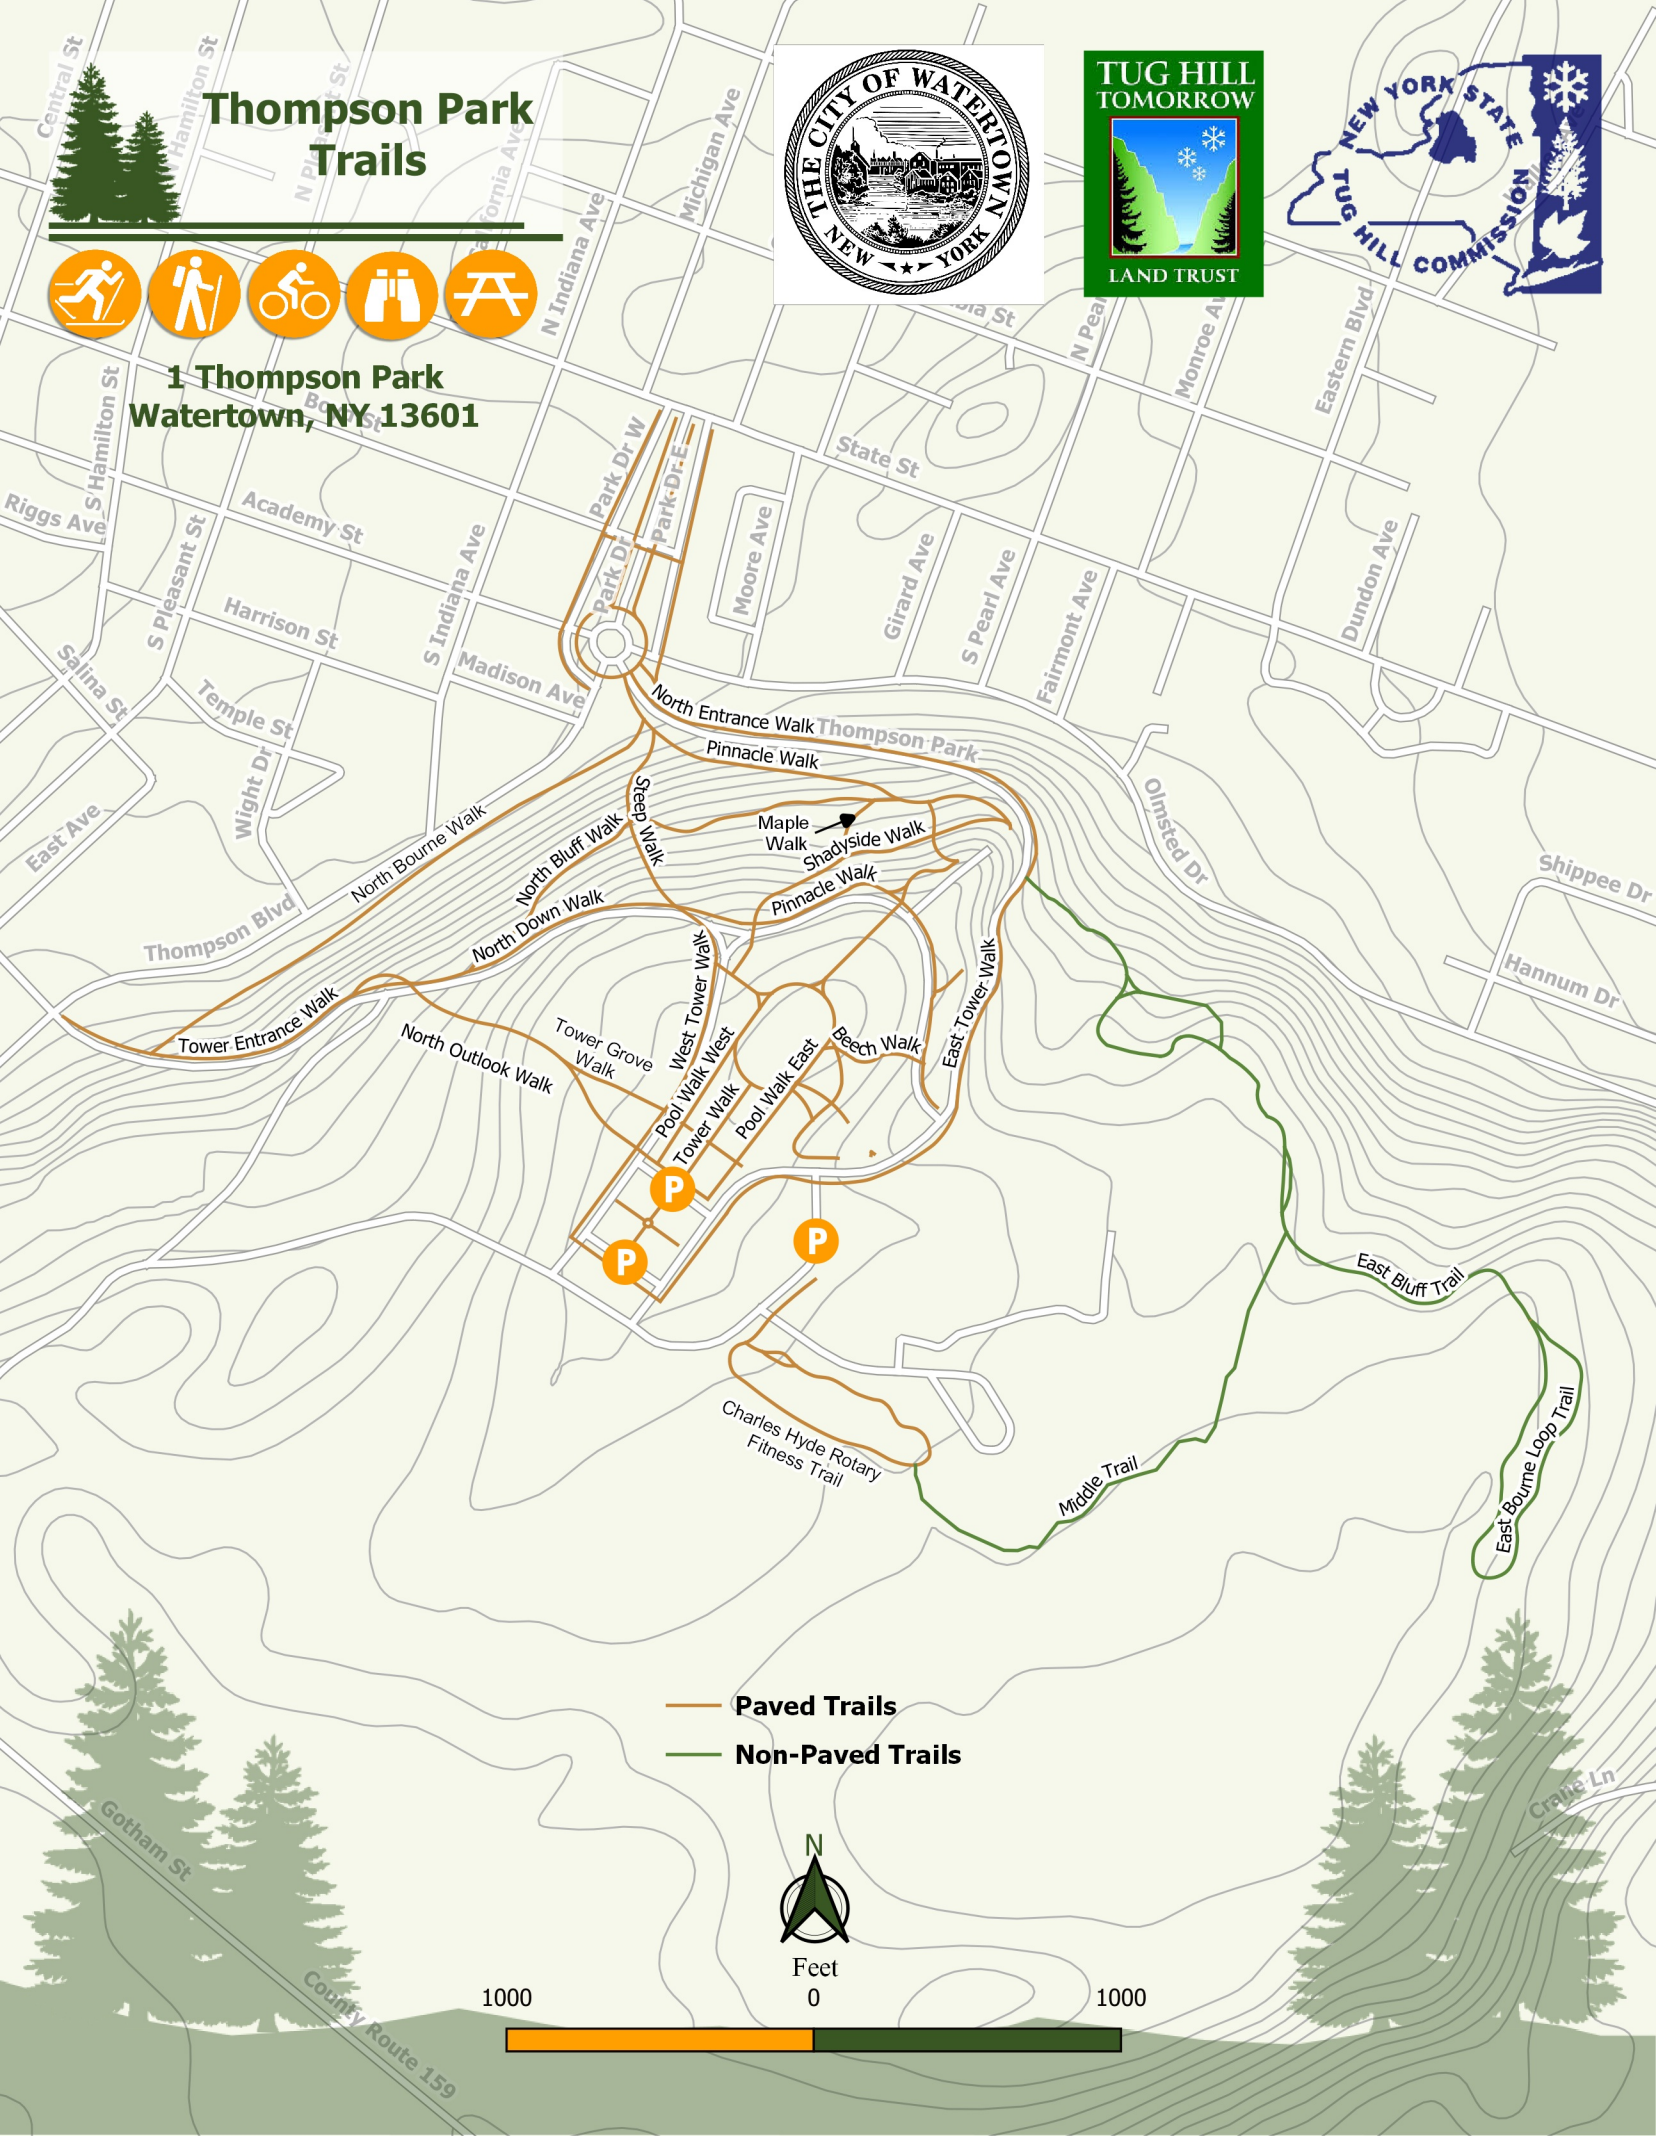 Thompson Park
Trails
1 Thompson Park
Watertown, NY 13601
THE CITY OF WATERTOWN
NEW YORK
TUG HILL
TOMORROW
LAND TRUST
NEW YORK STATE
TUG HILL COMMISSION
Central St
Hamilton St
Michigan Ave
N Indiana Ave
N Pear
Monroe Av
Eastern Blvd
S Hamilton St
Park Dr W
Park Dr E
Park Dr
State St
Riggs Ave
Academy St
S Pleasant St
S Indiana Ave
Moore Ave
Girard Ave
S Pearl Ave
Fairmont Ave
Dundon Ave
Harrison St
Madison Ave
Salina St
Temple St
Wight Dr
East Ave
Thompson Blvd
Thompson Park
Olmsted Dr
Shippee Dr
Hannum Dr
North Entrance Walk
Pinnacle Walk
Steep Walk
Maple
Walk
Shadyside Walk
Pinnacle Walk
North Bourne Walk
North Bluff Walk
North Down Walk
Tower Entrance Walk
North Outlook Walk
Tower Grove
Walk
West Tower Walk
Pool Walk West
Tower Walk
Pool Walk East
Beech Walk
East Tower Walk
P
P
P
East Bluff Trail
East Bourne Loop Trail
Middle Trail
Charles Hyde Rotary
Fitness Trail
Paved Trails
Non-Paved Trails
Gotham St
County Route 159
Crane Ln
N
Feet
1000 0 1000